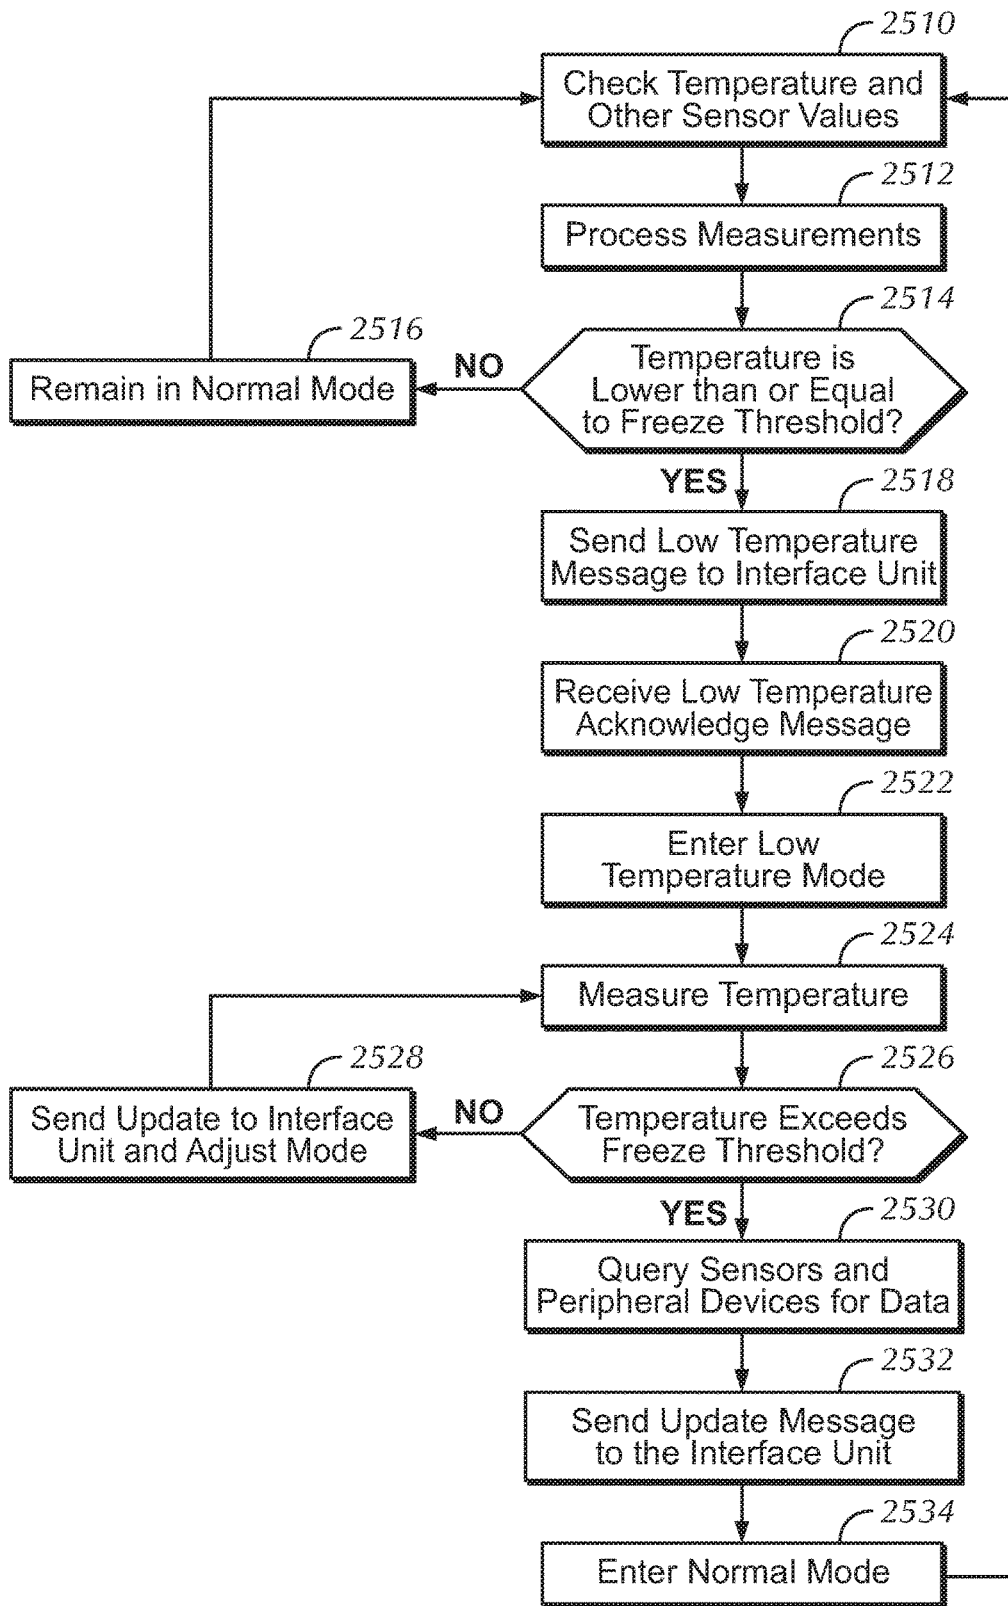 2510
Check Temperature and
Other Sensor Values
2512
Process Measurements
2514
Temperature is
Lower than or Equal
to Freeze Threshold?
NO
2516
Remain in Normal Mode
YES
2518
Send Low Temperature
Message to Interface Unit
2520
Receive Low Temperature
Acknowledge Message
2522
Enter Low
Temperature Mode
2524
Measure Temperature
2526
Temperature Exceeds
Freeze Threshold?
NO
2528
Send Update to Interface
Unit and Adjust Mode
YES
2530
Query Sensors and
Peripheral Devices for Data
2532
Send Update Message
to the Interface Unit
2534
Enter Normal Mode